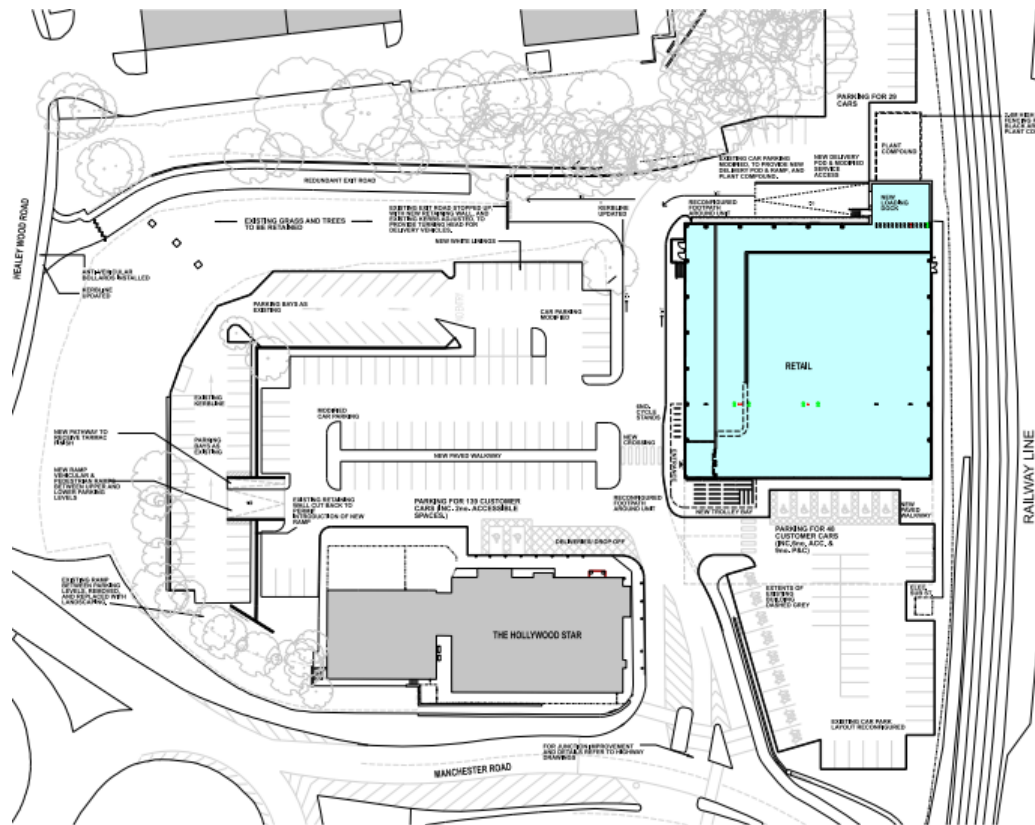 PARKING FOR 29
CARS
PLANT
COMPOUND
EXISTING CAR PARKING
MODIFIED, TO PROVIDE NEW
DELIVERY POD & RAMP, AND
PLANT COMPOUND.
NEW DELIVERY
POD & MODIFIED
SERVICE
ACCESS
REDUNDANT EXIT ROAD
HEALEY WOOD ROAD
EXISTING GRASS AND TREES
TO BE RETAINED
EXISTING EXIT ROAD STOPPED UP,
WITH NEW RETAINING WALL, AND
EXISTING KERBS ADJUSTED, TO
PROVIDE TURNING HEAD FOR
DELIVERY VEHICLES.
KERBLINE
UPDATED
RECONFIGURED
FOOTPATH
AROUND UNIT
NEW
LOADING
DOCK
NEW WHITE LININGS
ANTI-VEHICULAR
BOLLARDS INSTALLED
KERBLINE
UPDATED
PARKING BAYS AS
EXISTING
CAR PARKING
MODIFIED
RETAIL
EXISTING
KERBLINE
MODIFIED
CAR PARKING
CYCLE
STANDS
NEW PATHWAY TO
RECEIVE TARMAC
FINISH
PARKING
BAYS AS
EXISTING
NEW
CROSSING
ENTRANCE
NEW PAVED WALKWAY
NEW RAMP
VEHICULAR &
PEDESTRIAN RAMPS
BETWEEN UPPER AND
LOWER PARKING
LEVELS
EXISTING RETAINING
WALL CUT BACK TO
PERMIT
INTRODUCTION OF NEW
RAMP
PARKING FOR 139 CUSTOMER
CARS (INC. 2no. ACCESSIBLE
SPACES.)
RECONFIGURED
FOOTPATH
AROUND UNIT
NEW TROLLEY BAY
NEW
PAVED
WALKWAY
RAILWAY LINE
PARKING FOR 46
CUSTOMER CARS
(INC,6no, ACC, &
9no. P&C)
DELIVERIES/ DROP OFF
EXISTING RAMP
BETWEEN PARKING
LEVELS, REMOVED,
AND REPLACED WITH
LANDSCAPING.
EXTENTS OF
EXISTING
BUILDING
DASHED GREY
ELEC.
SUB ST.
THE HOLLYWOOD STAR
EXISTING CAR PARK
LAYOUT RECONFIGURED
FOR JUNCTION IMPROVEMENT
AND DETAILS REFER TO HIGHWAY
DRAWINGS
MANCHESTER ROAD